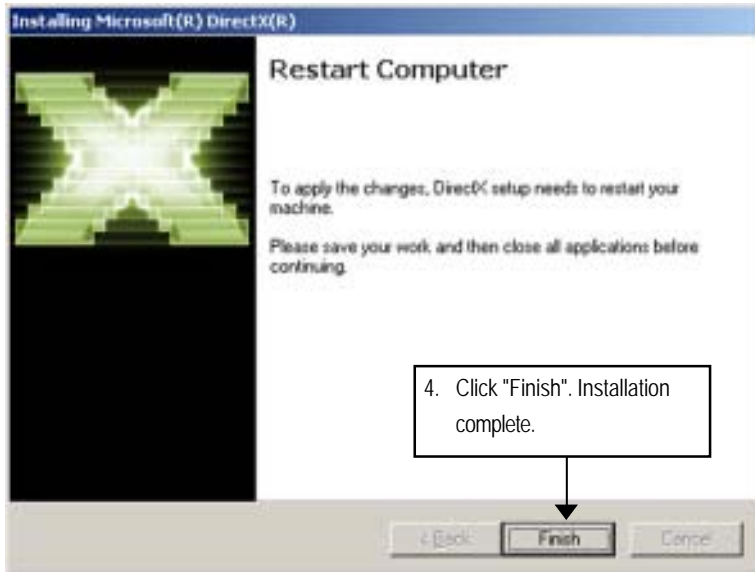 Installing Microsoft(R) DirectX(R)
Restart Computer
To apply the changes, DirectX setup needs to restart your
machine.
Please save your work and then close all applications before
continuing.
4. Click "Finish". Installation
complete.
< Back
Finish
Cancel